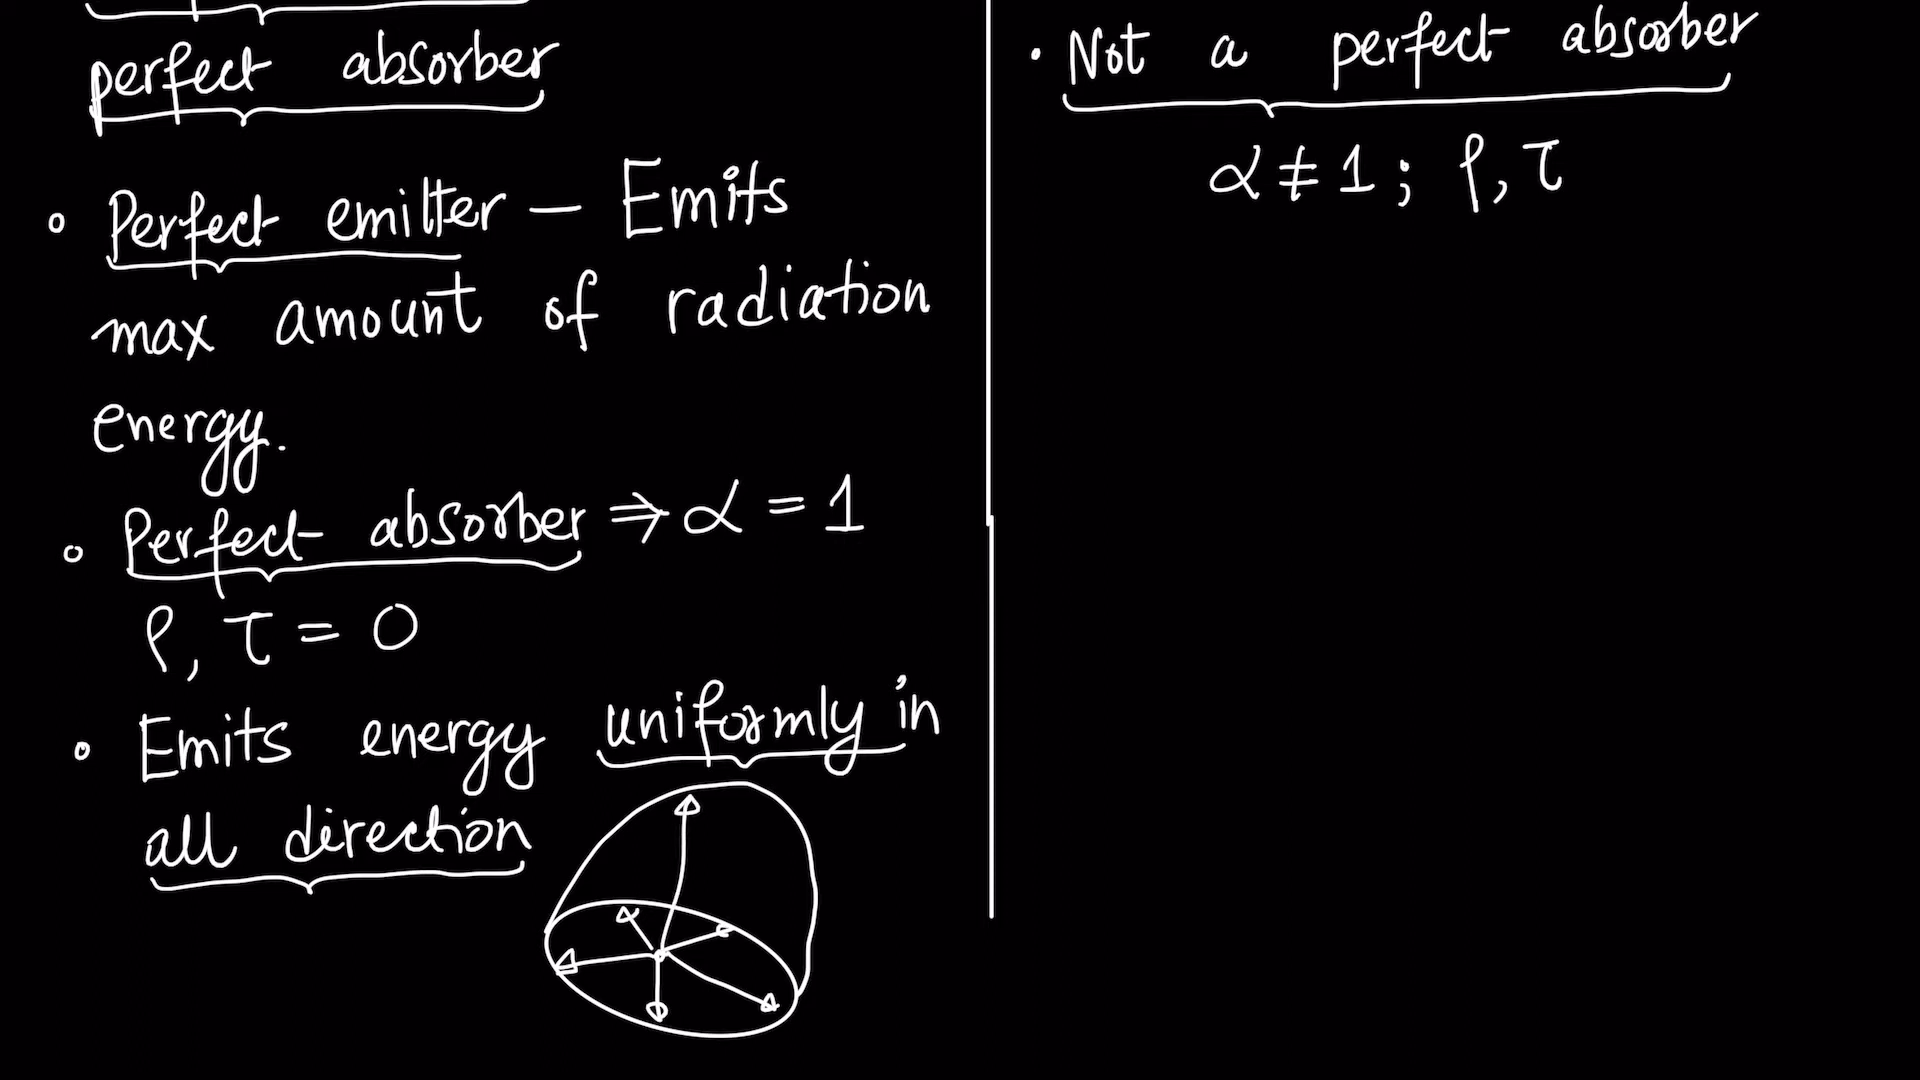 perfect absorber
• Perfect emitter – Emits
max amount of radiation
energy.
• Perfect absorber ⇒ α = 1
ρ, τ = 0
• Emits energy uniformly in
all direction
• Not a perfect absorber
α ≠ 1 ; ρ, τ